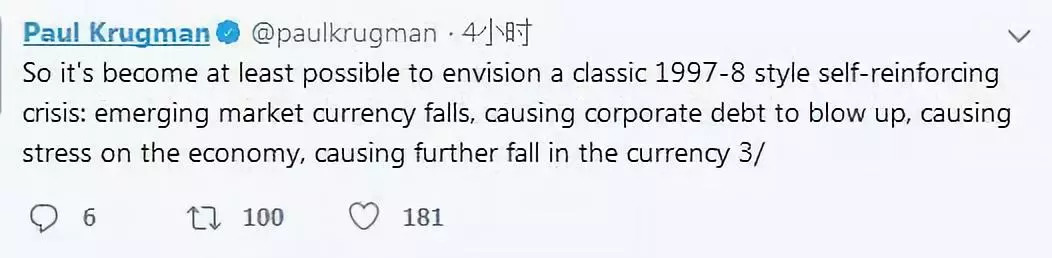 Paul Krugman @paulkrugman · 4小时
So it's become at least possible to envision a classic 1997-8 style self-reinforcing
crisis: emerging market currency falls, causing corporate debt to blow up, causing
stress on the economy, causing further fall in the currency 3/
6 100 181